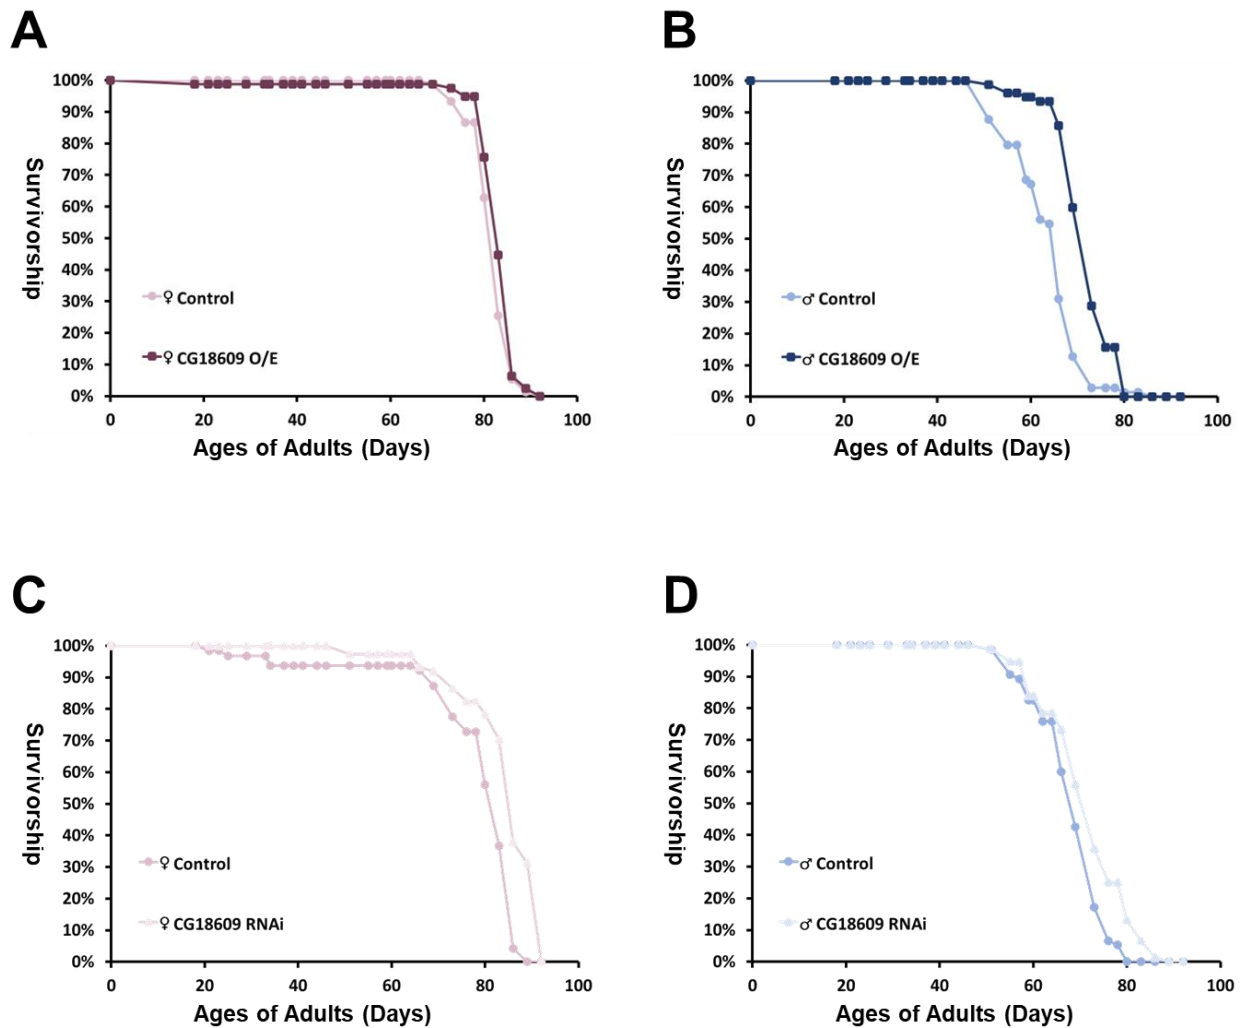 A
100%
90%
80%
70%
60%
50%
40%
30%
20%
10%
0%
Survivorship
♀ Control
♀ CG18609 O/E
0 20 40 60 80 100
Ages of Adults (Days)
B
100%
90%
80%
70%
60%
50%
40%
30%
20%
10%
0%
Survivorship
♂ Control
♂ CG18609 O/E
0 20 40 60 80 100
Ages of Adults (Days)
C
100%
90%
80%
70%
60%
50%
40%
30%
20%
10%
0%
Survivorship
♀ Control
♀ CG18609 RNAi
0 20 40 60 80 100
Ages of Adults (Days)
D
100%
90%
80%
70%
60%
50%
40%
30%
20%
10%
0%
Survivorship
♂ Control
♂ CG18609 RNAi
0 20 40 60 80 100
Ages of Adults (Days)